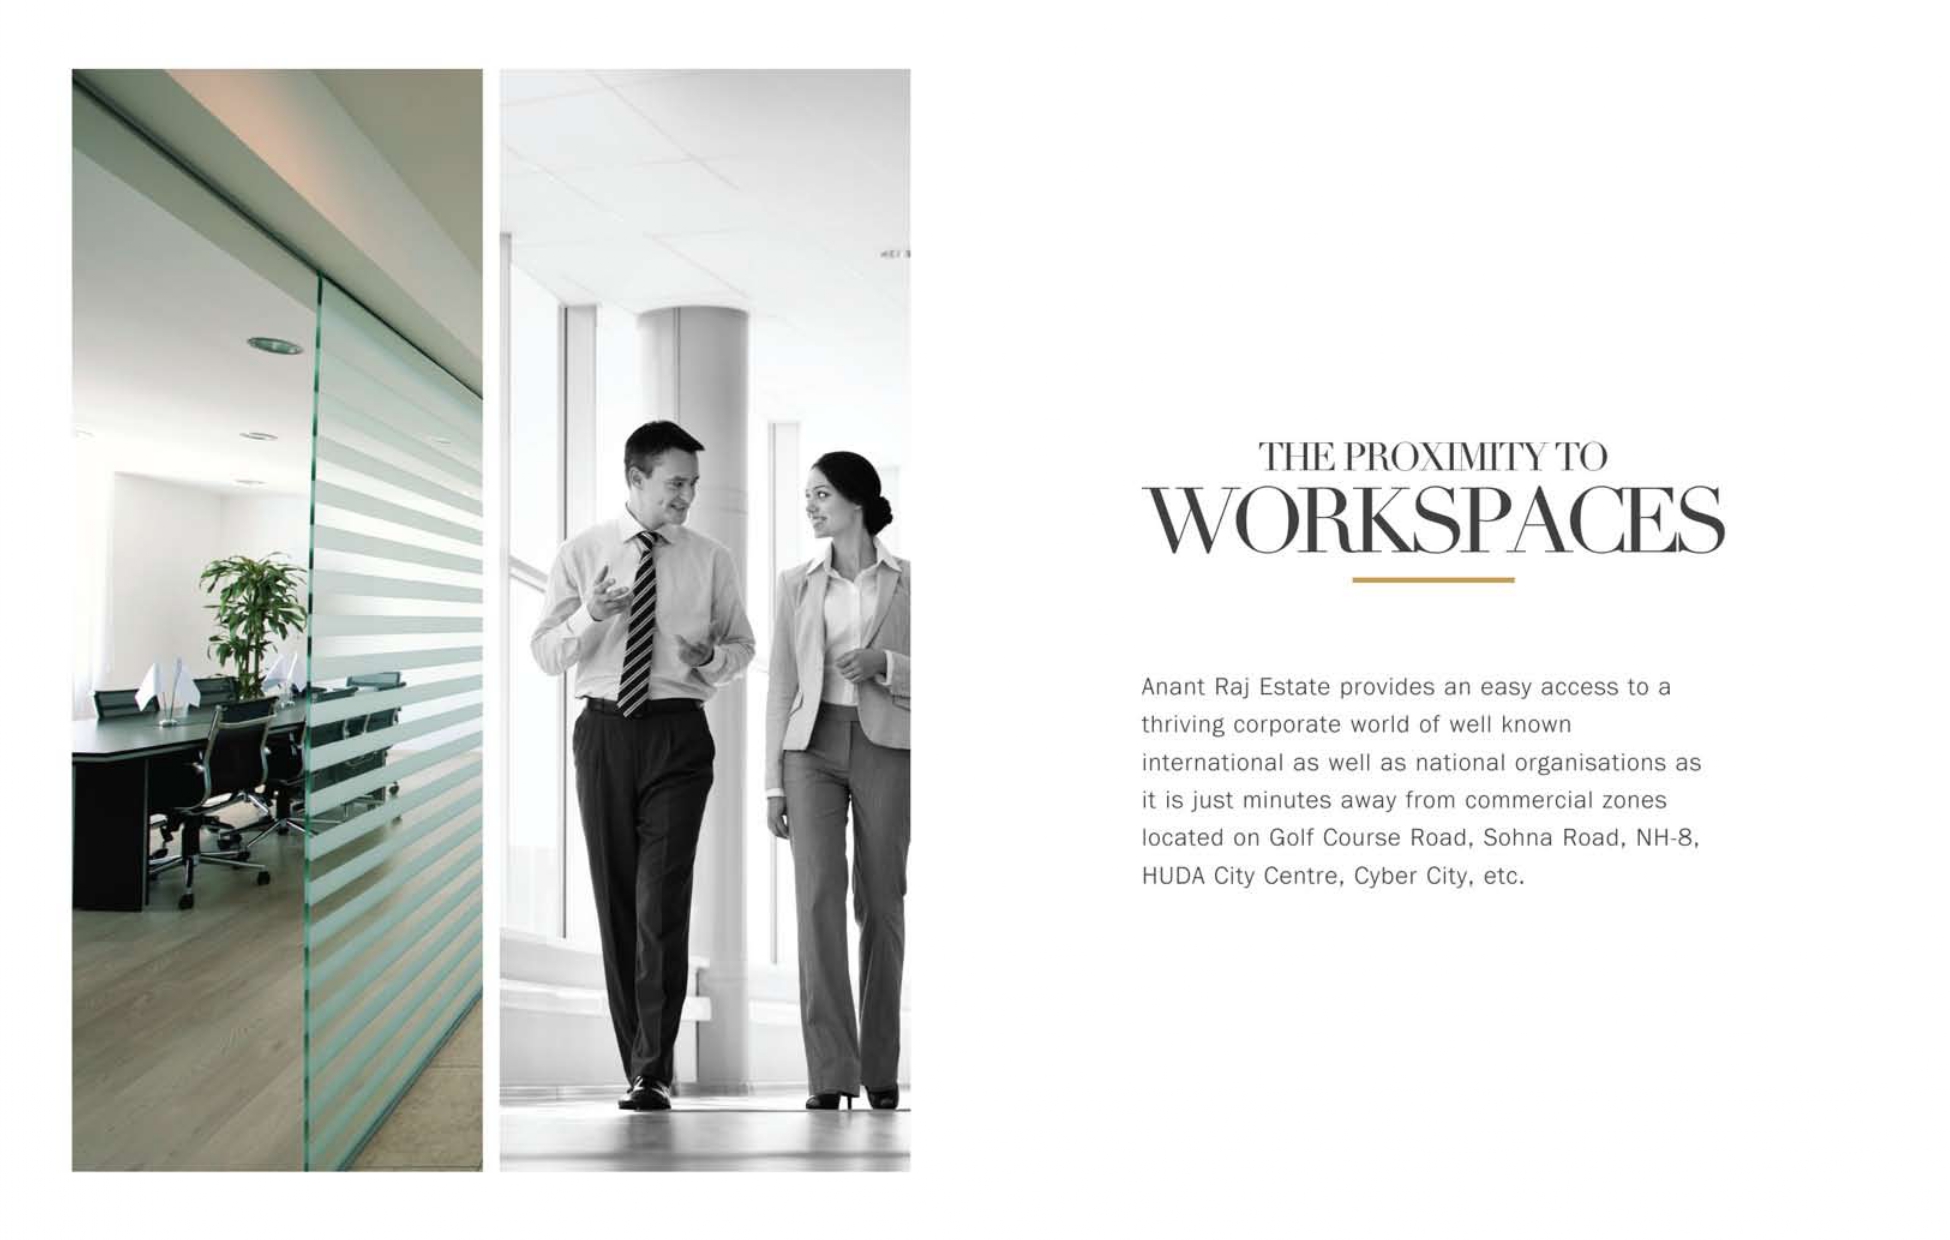 THE PROXIMITY TO
WORKSPACES
Anant Raj Estate provides an easy access to a
thriving corporate world of well known
international as well as national organisations as
it is just minutes away from commercial zones
located on Golf Course Road, Sohna Road, NH-8,
HUDA City Centre, Cyber City, etc.